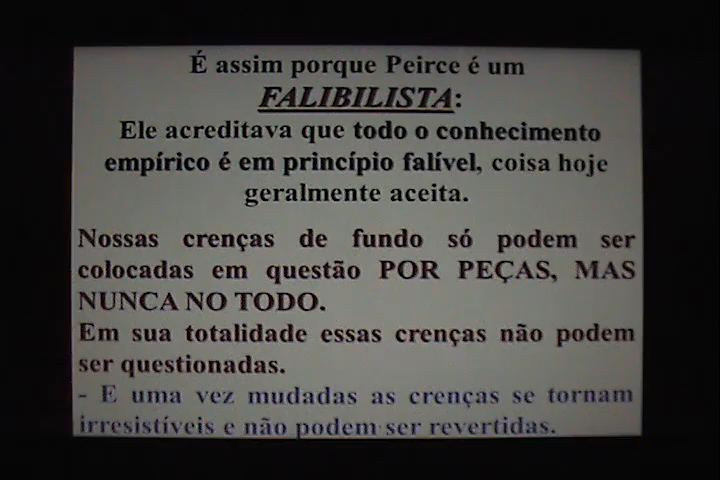 É assim porque Peirce é um
FALIBILISTA:
Ele acreditava que todo o conhecimento
empírico é em princípio falível, coisa hoje
geralmente aceita.
Nossas crenças de fundo só podem ser
colocadas em questão POR PEÇAS, MAS
NUNCA NO TODO.
Em sua totalidade essas crenças não podem
ser questionadas.
- E uma vez mudadas as crenças se tornam
irresistíveis e não podem ser revertidas.